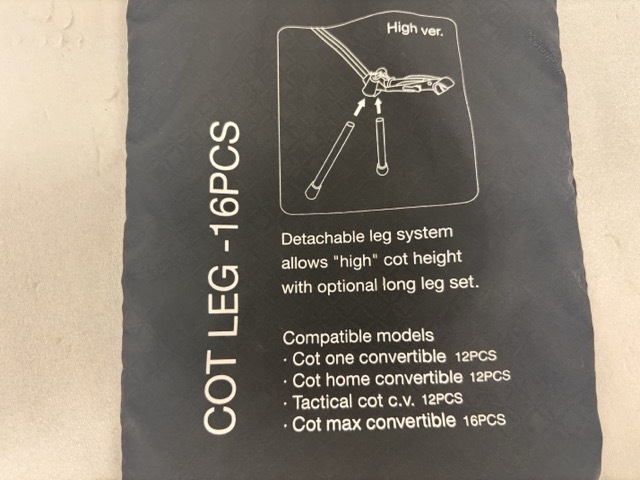 High ver.
COT LEG -16PCS
Detachable leg system
allows "high" cot height
with optional long leg set.
Compatible models
· Cot one convertible 12PCS
· Cot home convertible 12PCS
· Tactical cot c.v. 12PCS
· Cot max convertible 16PCS